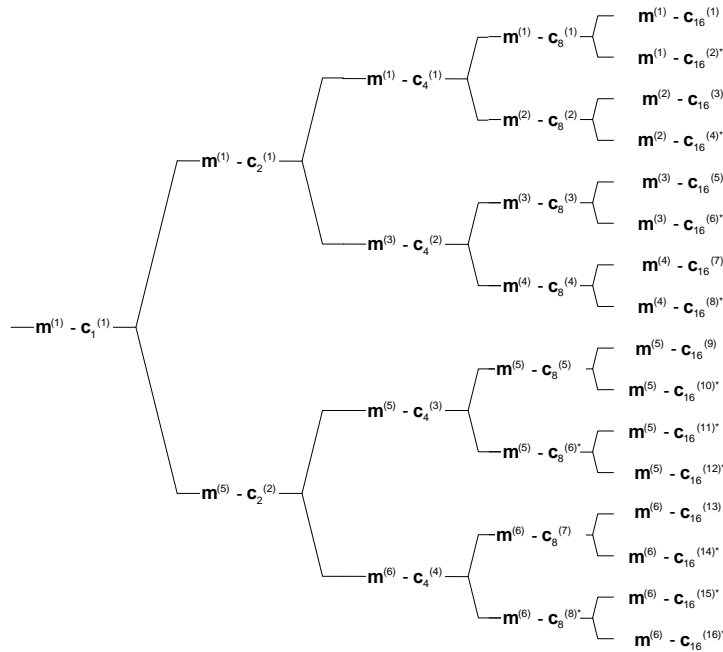 m(1) - c16(1)
m(1) - c8(1)
m(1) - c16(2)*
m(1) - c4(1)
m(2) - c16(3)
m(2) - c8(2)
m(2) - c16(4)*
m(1) - c2(1)
m(3) - c16(5)
m(3) - c8(3)
m(3) - c16(6)*
m(3) - c4(2)
m(4) - c16(7)
m(4) - c8(4)
m(4) - c16(8)*
m(1) - c1(1)
m(5) - c16(9)
m(5) - c8(5)
m(5) - c16(10)*
m(5) - c4(3)
m(5) - c16(11)*
m(5) - c8(6)*
m(5) - c16(12)*
m(5) - c2(2)
m(6) - c16(13)
m(6) - c8(7)
m(6) - c16(14)*
m(6) - c4(4)
m(6) - c16(15)*
m(6) - c8(8)*
m(6) - c16(16)*